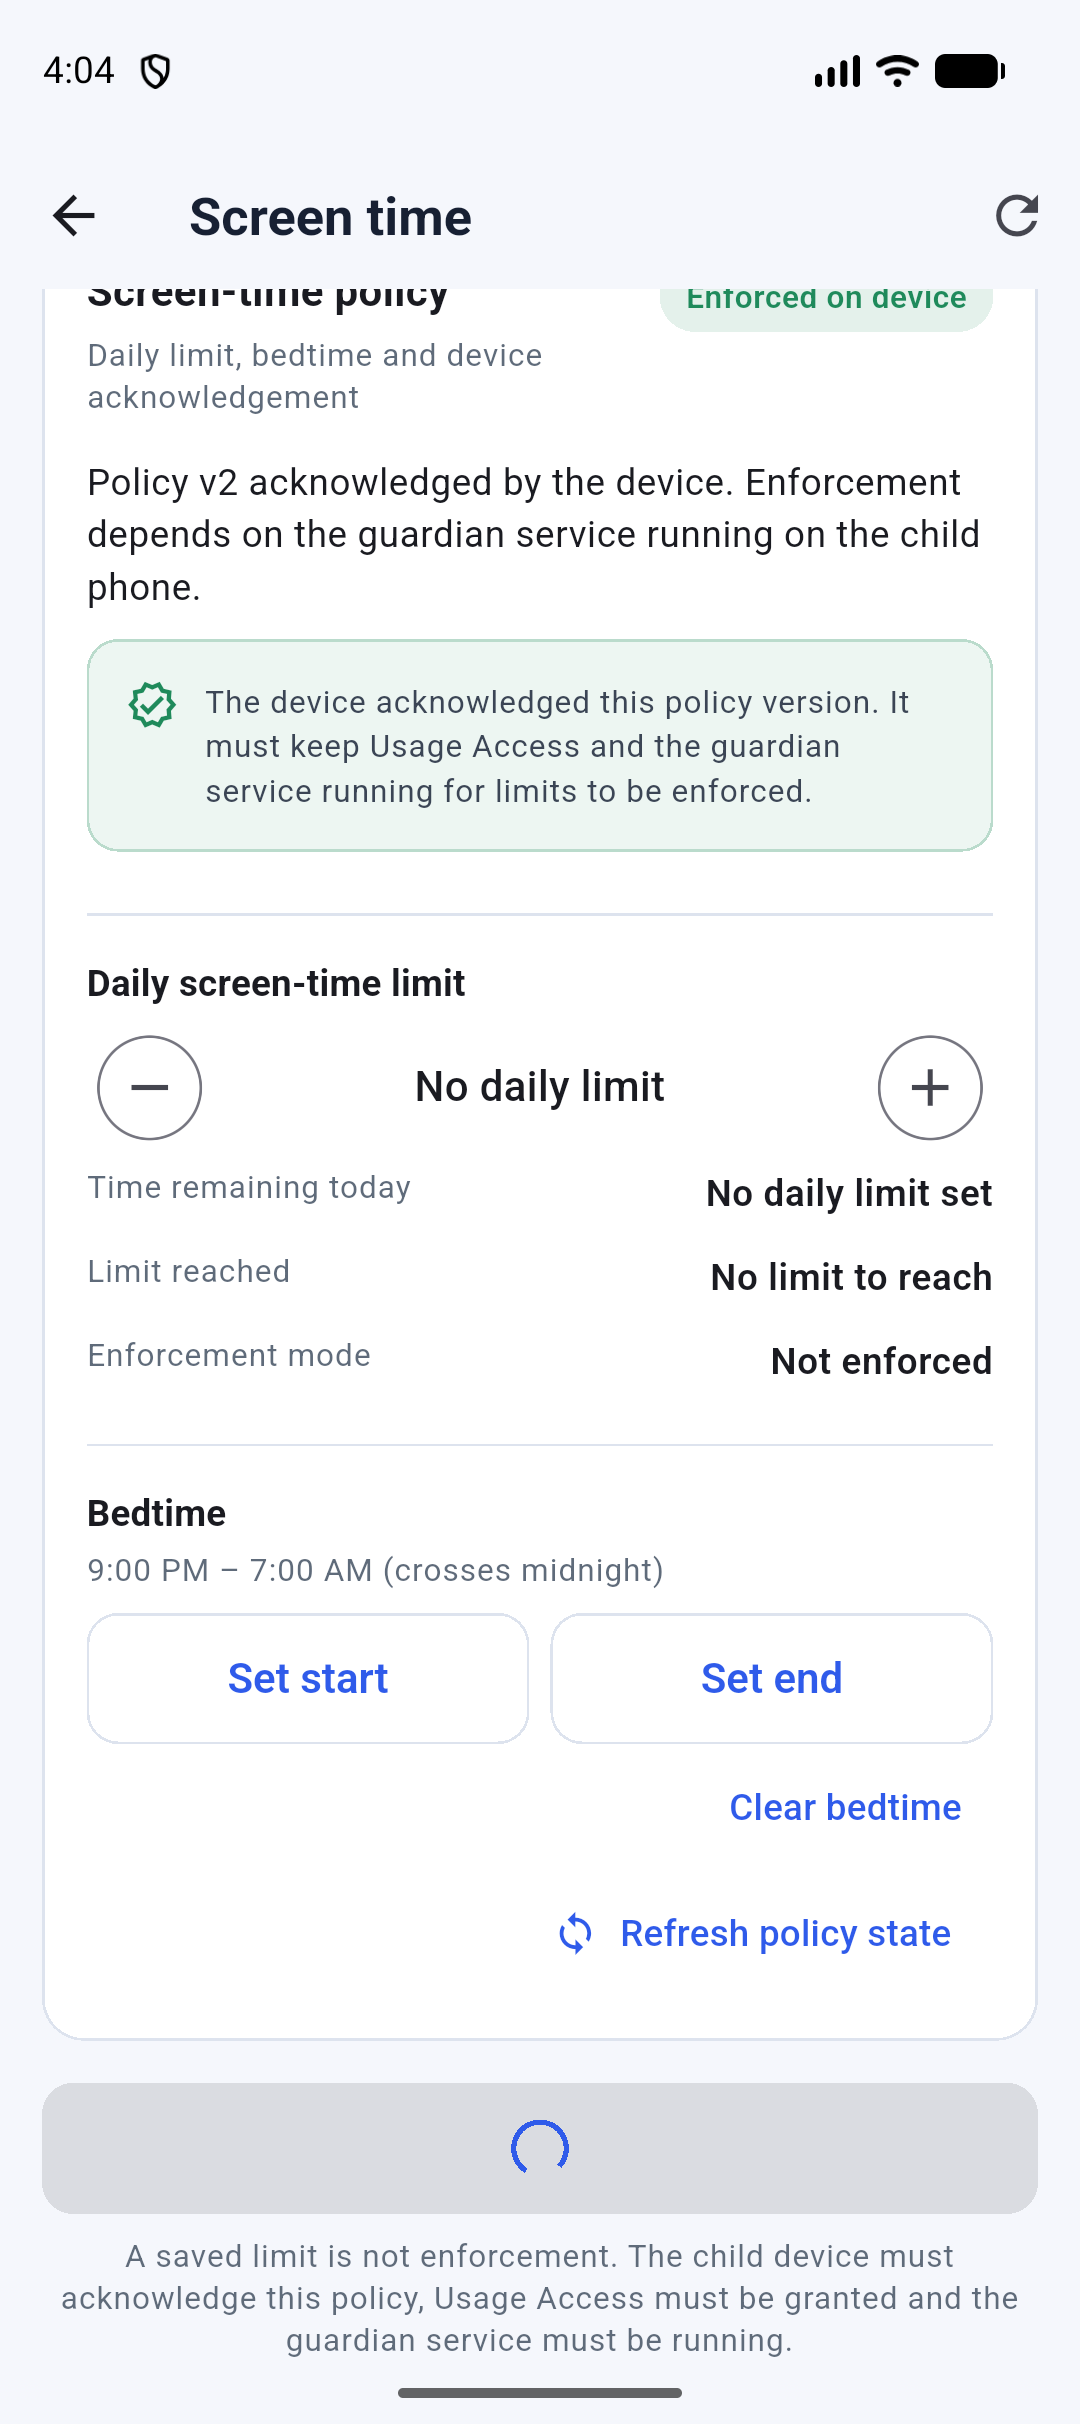 4:04
Screen time
Screen-time policy
Enforced on device
Daily limit, bedtime and device
acknowledgement
Policy v2 acknowledged by the device. Enforcement
depends on the guardian service running on the child
phone.
The device acknowledged this policy version. It
must keep Usage Access and the guardian
service running for limits to be enforced.
Daily screen-time limit
No daily limit
Time remaining today
No daily limit set
Limit reached
No limit to reach
Enforcement mode
Not enforced
Bedtime
9:00 PM – 7:00 AM (crosses midnight)
Set start
Set end
Clear bedtime
Refresh policy state
A saved limit is not enforcement. The child device must
acknowledge this policy, Usage Access must be granted and the
guardian service must be running.